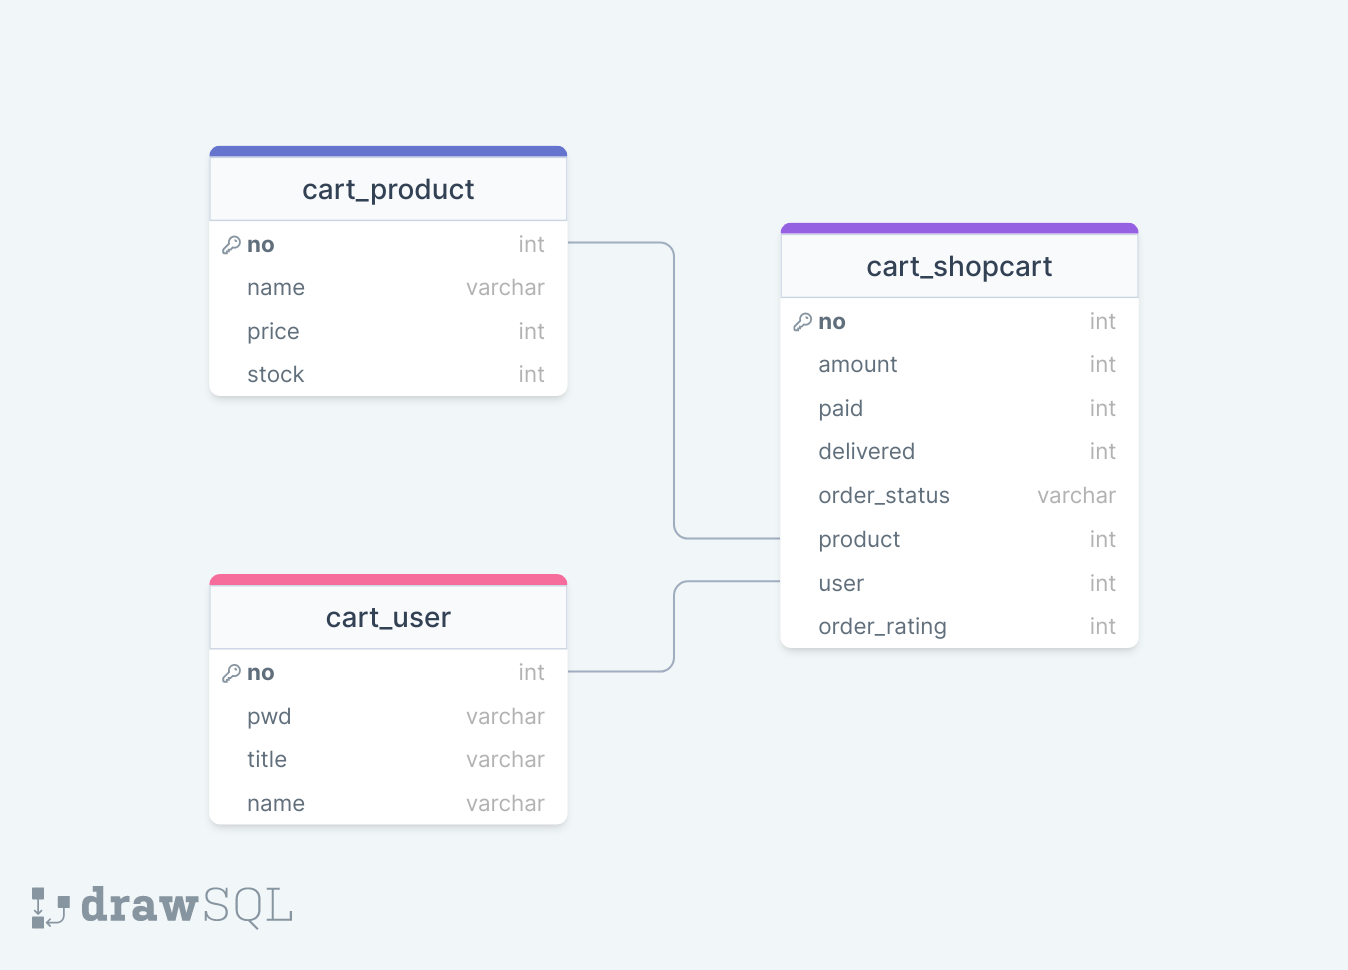 cart_product
no int
name varchar
price int
stock int
cart_shopcart
no int
amount int
paid int
delivered int
order_status varchar
product int
user int
order_rating int
cart_user
no int
pwd varchar
title varchar
name varchar
drawSQL